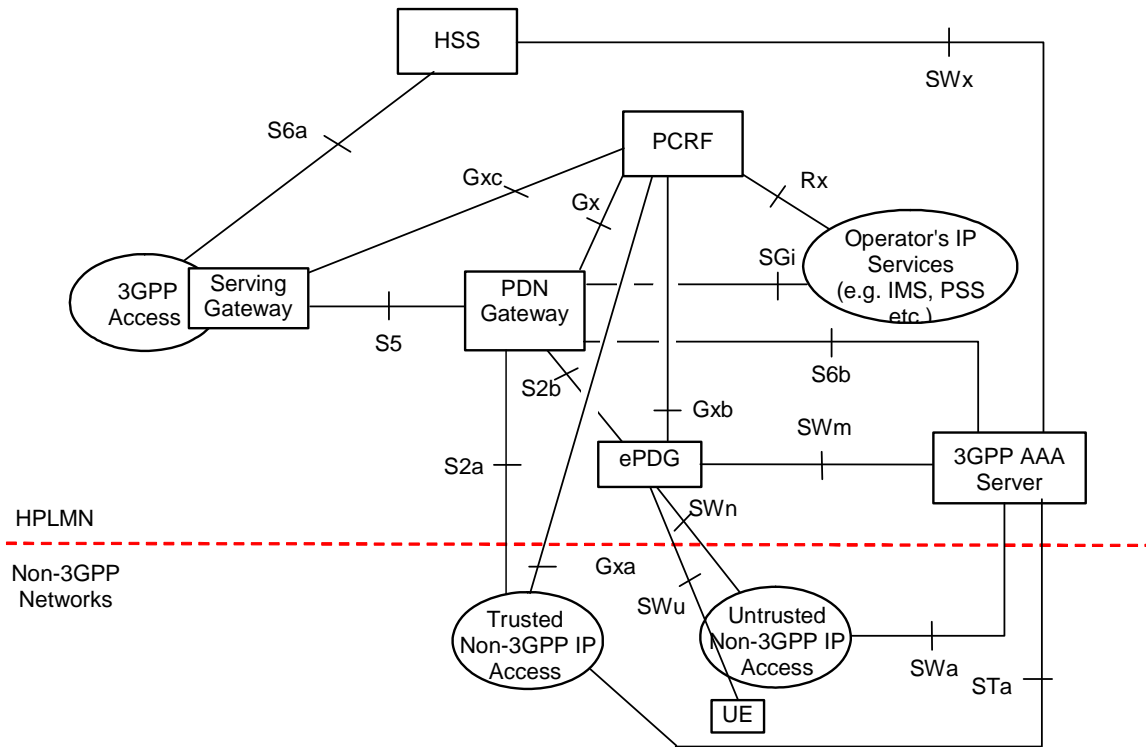 HSS
SWx
S6a
PCRF
Gxc
Gx
Rx
Operator's IP
Services
(e.g. IMS, PSS
etc.)
SGi
3GPP
Access
Serving
Gateway
PDN
Gateway
S5
S6b
S2b
Gxb
SWm
S2a
ePDG
3GPP AAA
Server
SWn
HPLMN
Non-3GPP
Networks
Gxa
SWu
Trusted
Non-3GPP IP
Access
Untrusted
Non-3GPP IP
Access
SWa
STa
UE